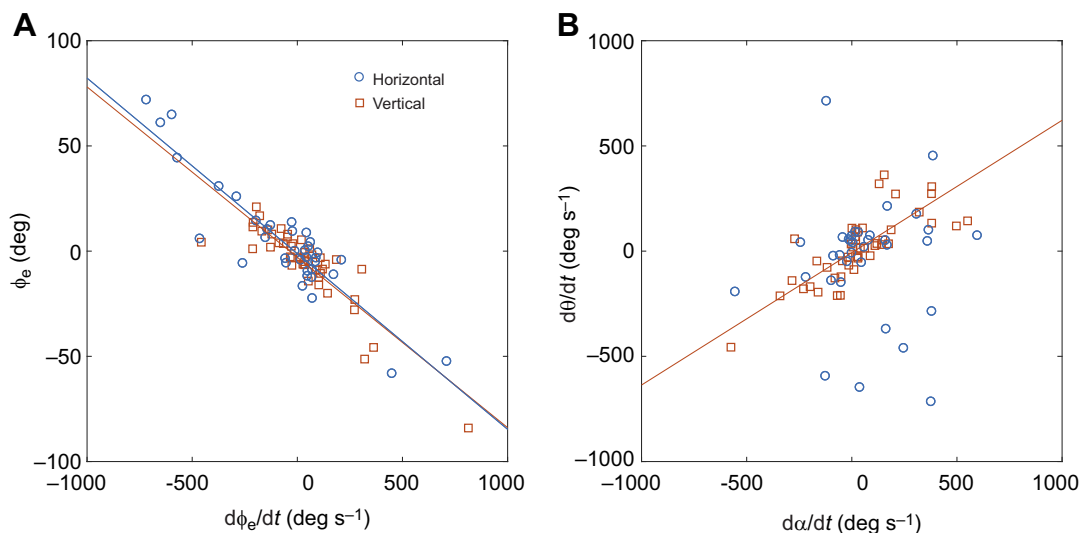 A
B
100
50
0
–50
–100
–1000
–500
0
500
1000
ϕe (deg)
dϕe/dt (deg s–1)
Horizontal
Vertical
1000
500
0
–500
–1000
–1000
–500
0
500
1000
dθ/dt (deg s–1)
dα/dt (deg s–1)